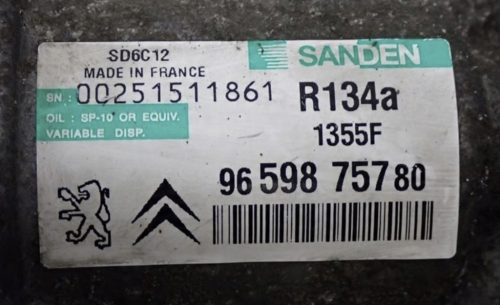 SD6C12
MADE IN FRANCE
SN : 00251511861
OIL : SP-10 OR EQUIV.
VARIABLE DISP.
SANDEN
R134a
1355F
96 598 757 80